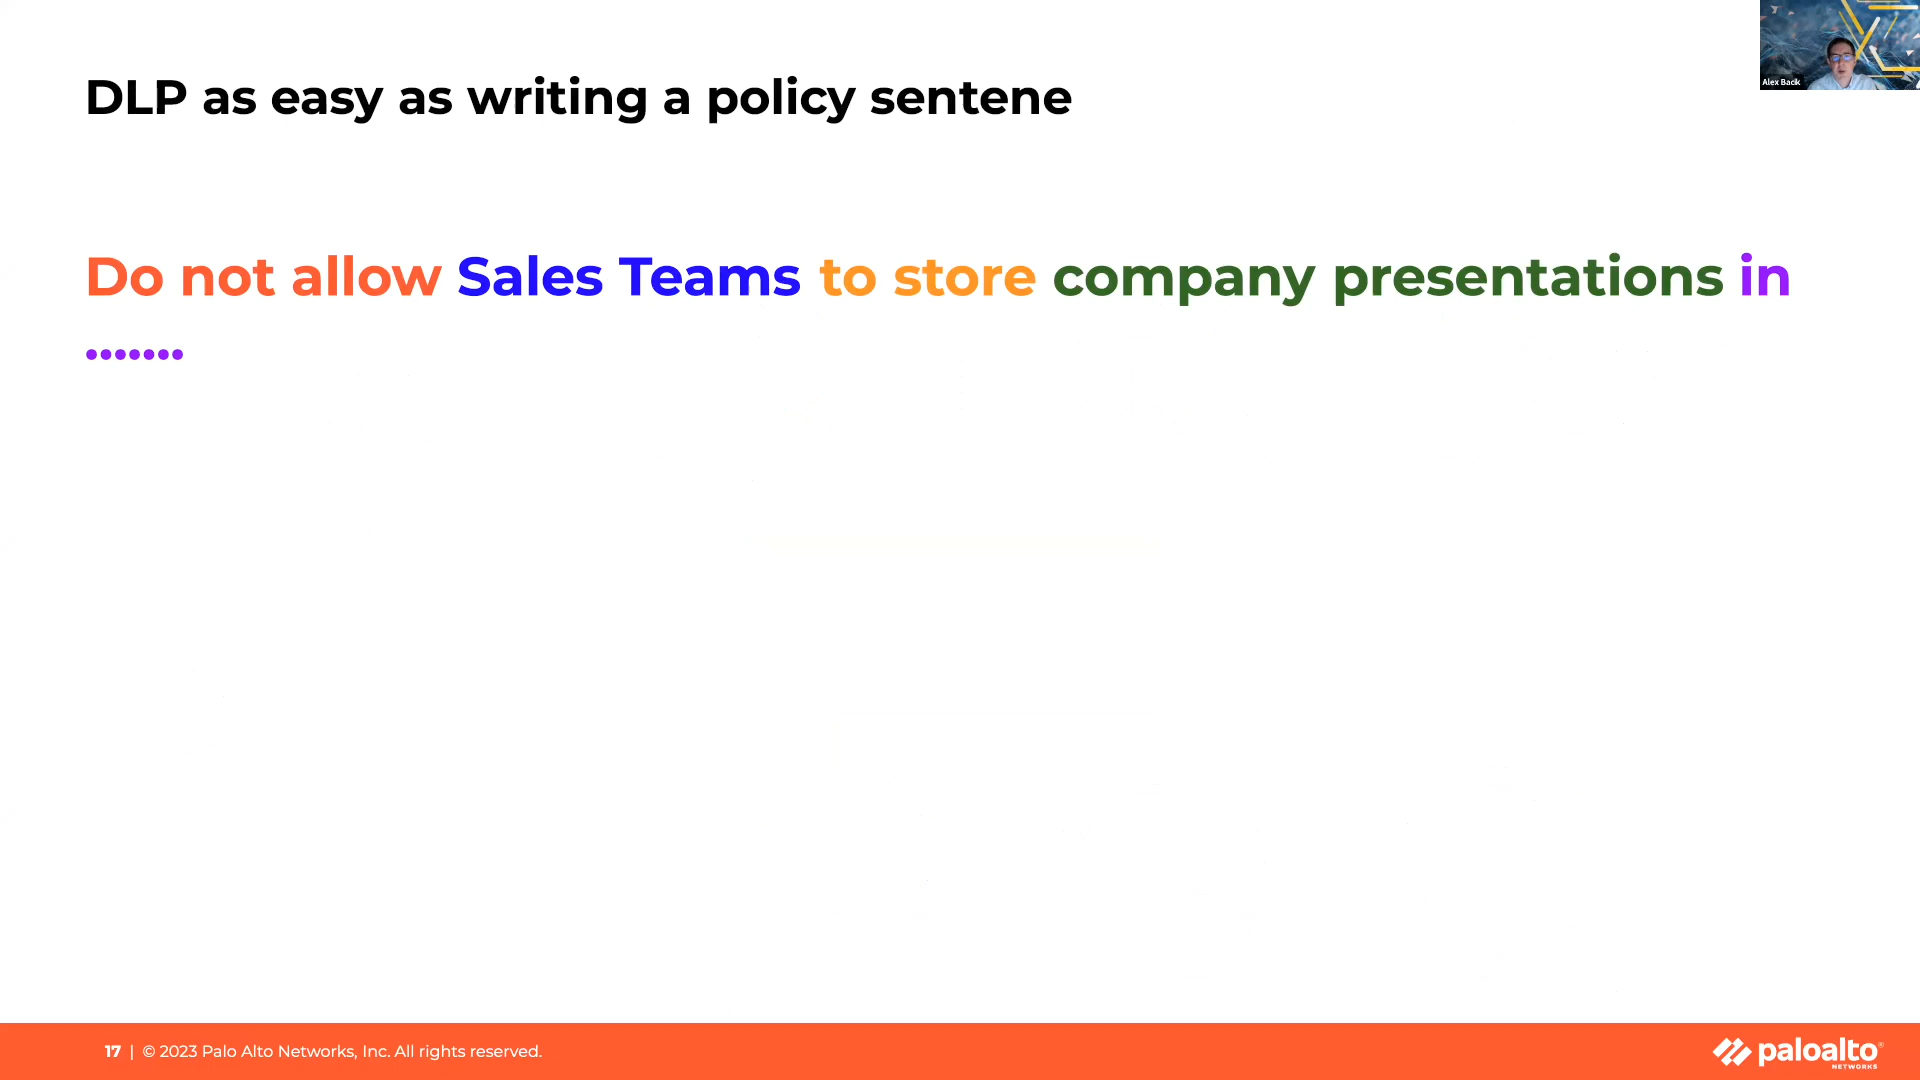 DLP as easy as writing a policy sentene
Alex Bacik
Do not allow Sales Teams to store company presentations in
.......
17 | © 2023 Palo Alto Networks, Inc. All rights reserved.
paloalto®
NETWORKS